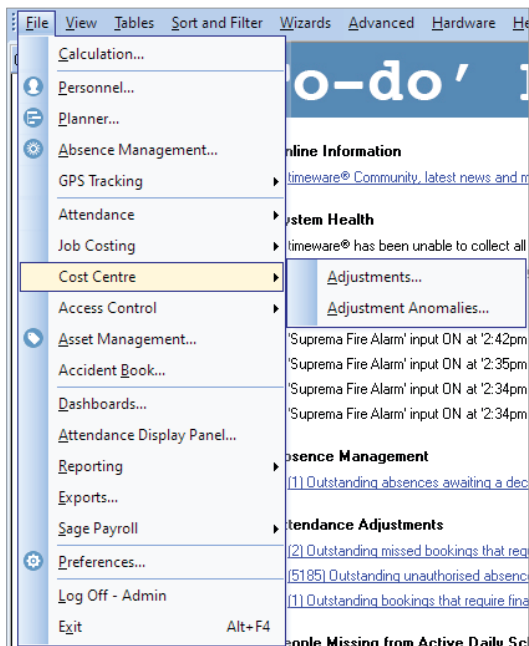 File View Tables Sort and Filter Wizards Advanced Hardware He
Calculation...
Personnel...
Planner...
Absence Management...
GPS Tracking
Attendance
Job Costing
Cost Centre
Access Control
Asset Management...
Accident Book...
Dashboards...
Attendance Display Panel...
Reporting
Exports...
Sage Payroll
Preferences...
Log Off - Admin
Exit Alt+F4
Adjustments...
Adjustment Anomalies...
o-do'
nline Information
timeware® Community, latest news and
ystem Health
timeware® has been unable to collect all
'Suprema Fire Alarm' input ON at '2:42pm
'Suprema Fire Alarm' input ON at '2:35pm
'Suprema Fire Alarm' input ON at '2:34pm
'Suprema Fire Alarm' input ON at '2:34pm
bsence Management
(1) Outstanding absences awaiting a dec
tendance Adjustments
(2) Outstanding missed bookings that req
(5185) Outstanding unauthorised absenc
(1) Outstanding bookings that require fina
eople Missing from Active Daily Sc